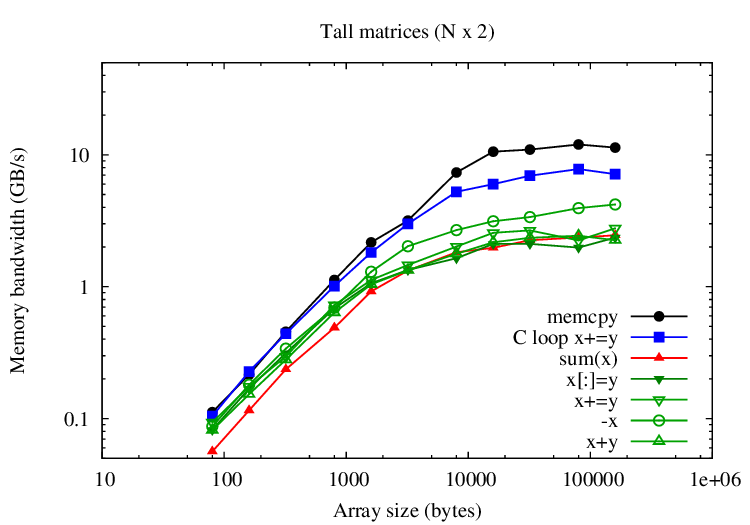 Tall matrices (N x 2)
Memory bandwidth (GB/s)
10
1
0.1
memcpy
C loop x+=y
sum(x)
x[:]=y
x+=y
-x
x+y
10 100 1000 10000 100000 1e+06
Array size (bytes)